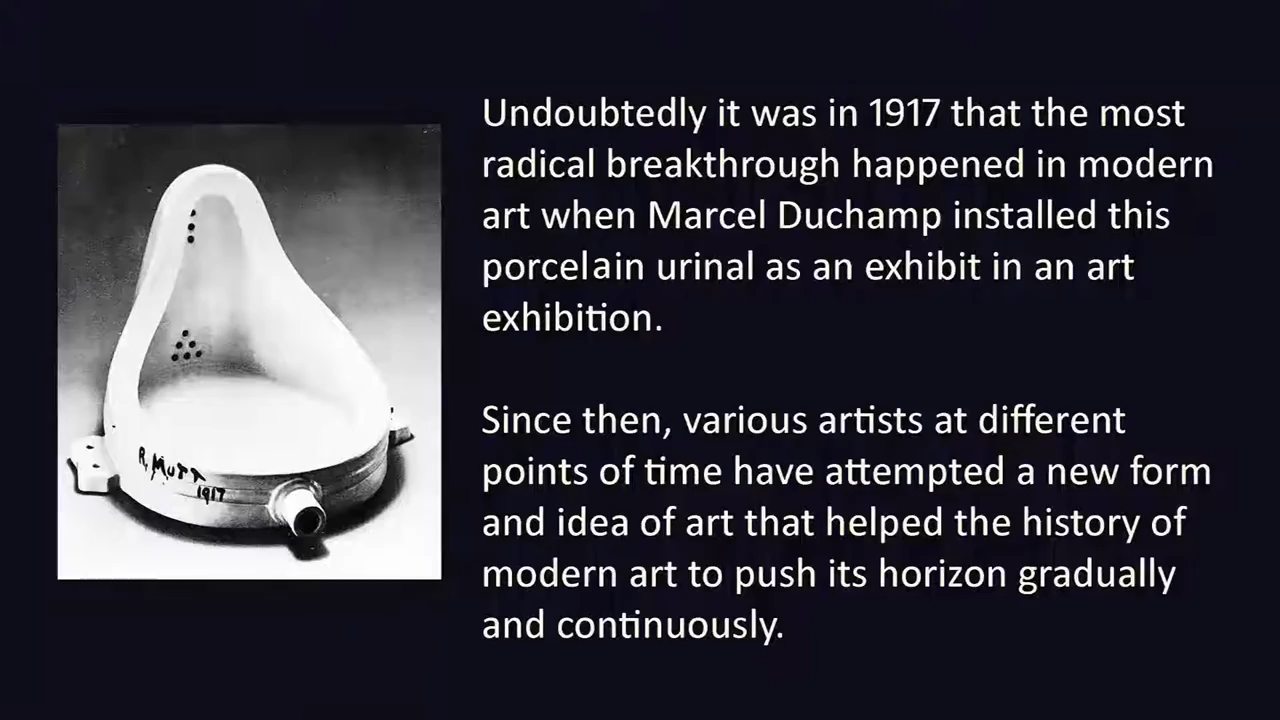 Undoubtedly it was in 1917 that the most
radical breakthrough happened in modern
art when Marcel Duchamp installed this
porcelain urinal as an exhibit in an art
exhibition.
Since then, various artists at different
points of time have attempted a new form
and idea of art that helped the history of
modern art to push its horizon gradually
and continuously.
R. MUTT
1917